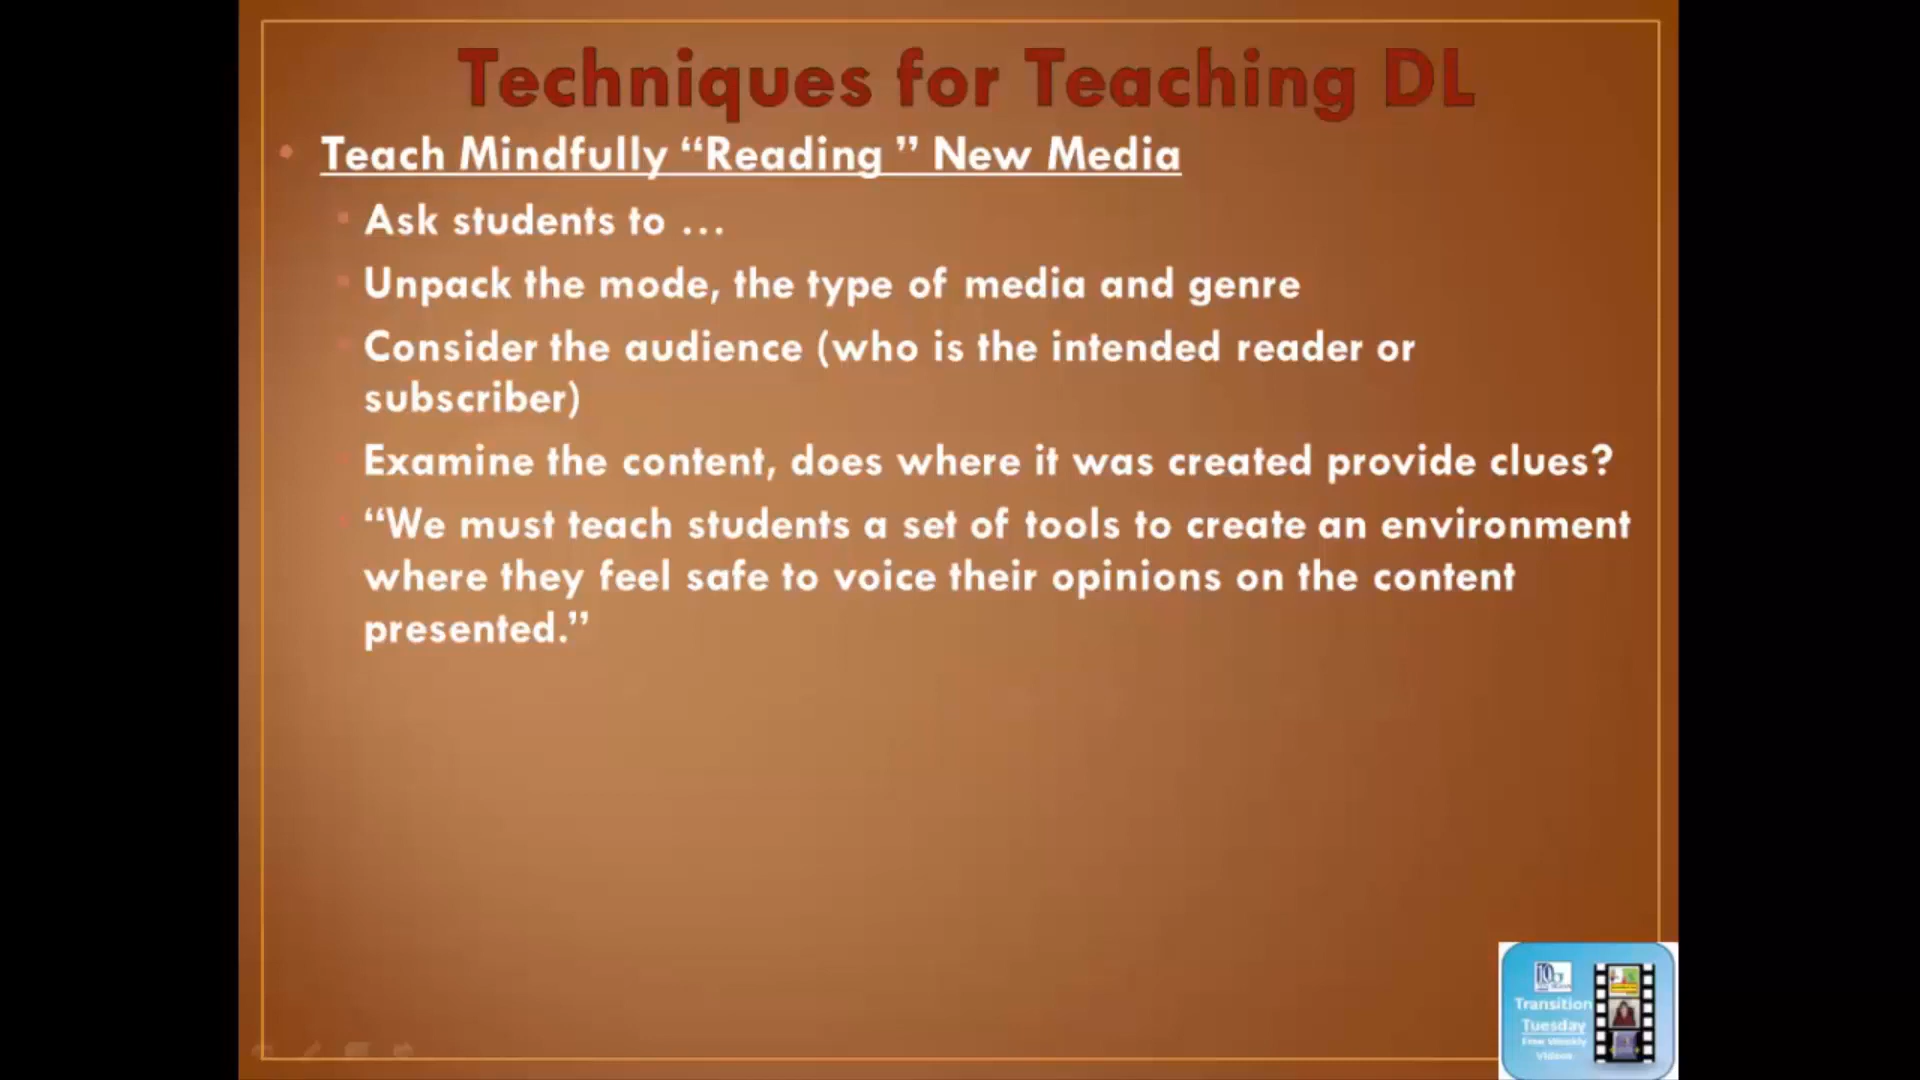 Techniques for Teaching DL
• Teach Mindfully “Reading ” New Media
Ask students to …
Unpack the mode, the type of media and genre
Consider the audience (who is the intended reader or
subscriber)
Examine the content, does where it was created provide clues?
“We must teach students a set of tools to create an environment
where they feel safe to voice their opinions on the content
presented.”
Transition
Tuesday
Free Weekly
Videos